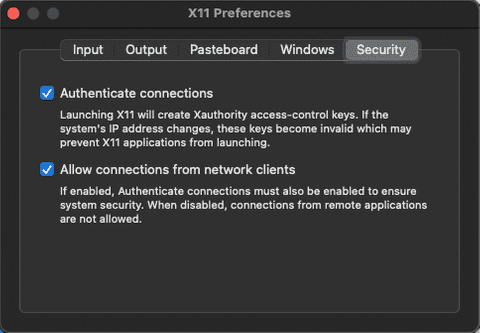 X11 Preferences
Input Output Pasteboard Windows Security
Authenticate connections
Launching X11 will create Xauthority access-control keys. If the
system's IP address changes, these keys become invalid which may
prevent X11 applications from launching.
Allow connections from network clients
If enabled, Authenticate connections must also be enabled to ensure
system security. When disabled, connections from remote applications
are not allowed.